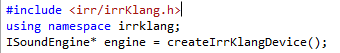 #include <irr/irrKlang.h>
using namespace irrklang;
ISoundEngine* engine = createIrrKlangDevice();